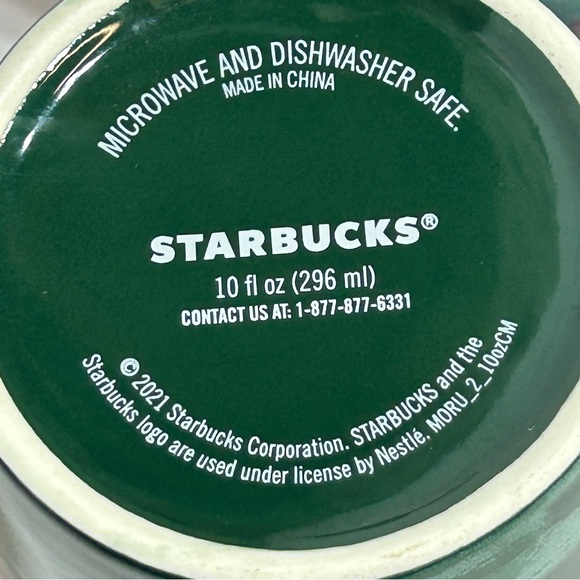 MICROWAVE AND DISHWASHER SAFE.
MADE IN CHINA
STARBUCKS®
10 fl oz (296 ml)
CONTACT US AT: 1-877-877-6331
© 2021 Starbucks Corporation. STARBUCKS and the
Starbucks logo are used under license by Nestlé. MORU_2_10ozCM